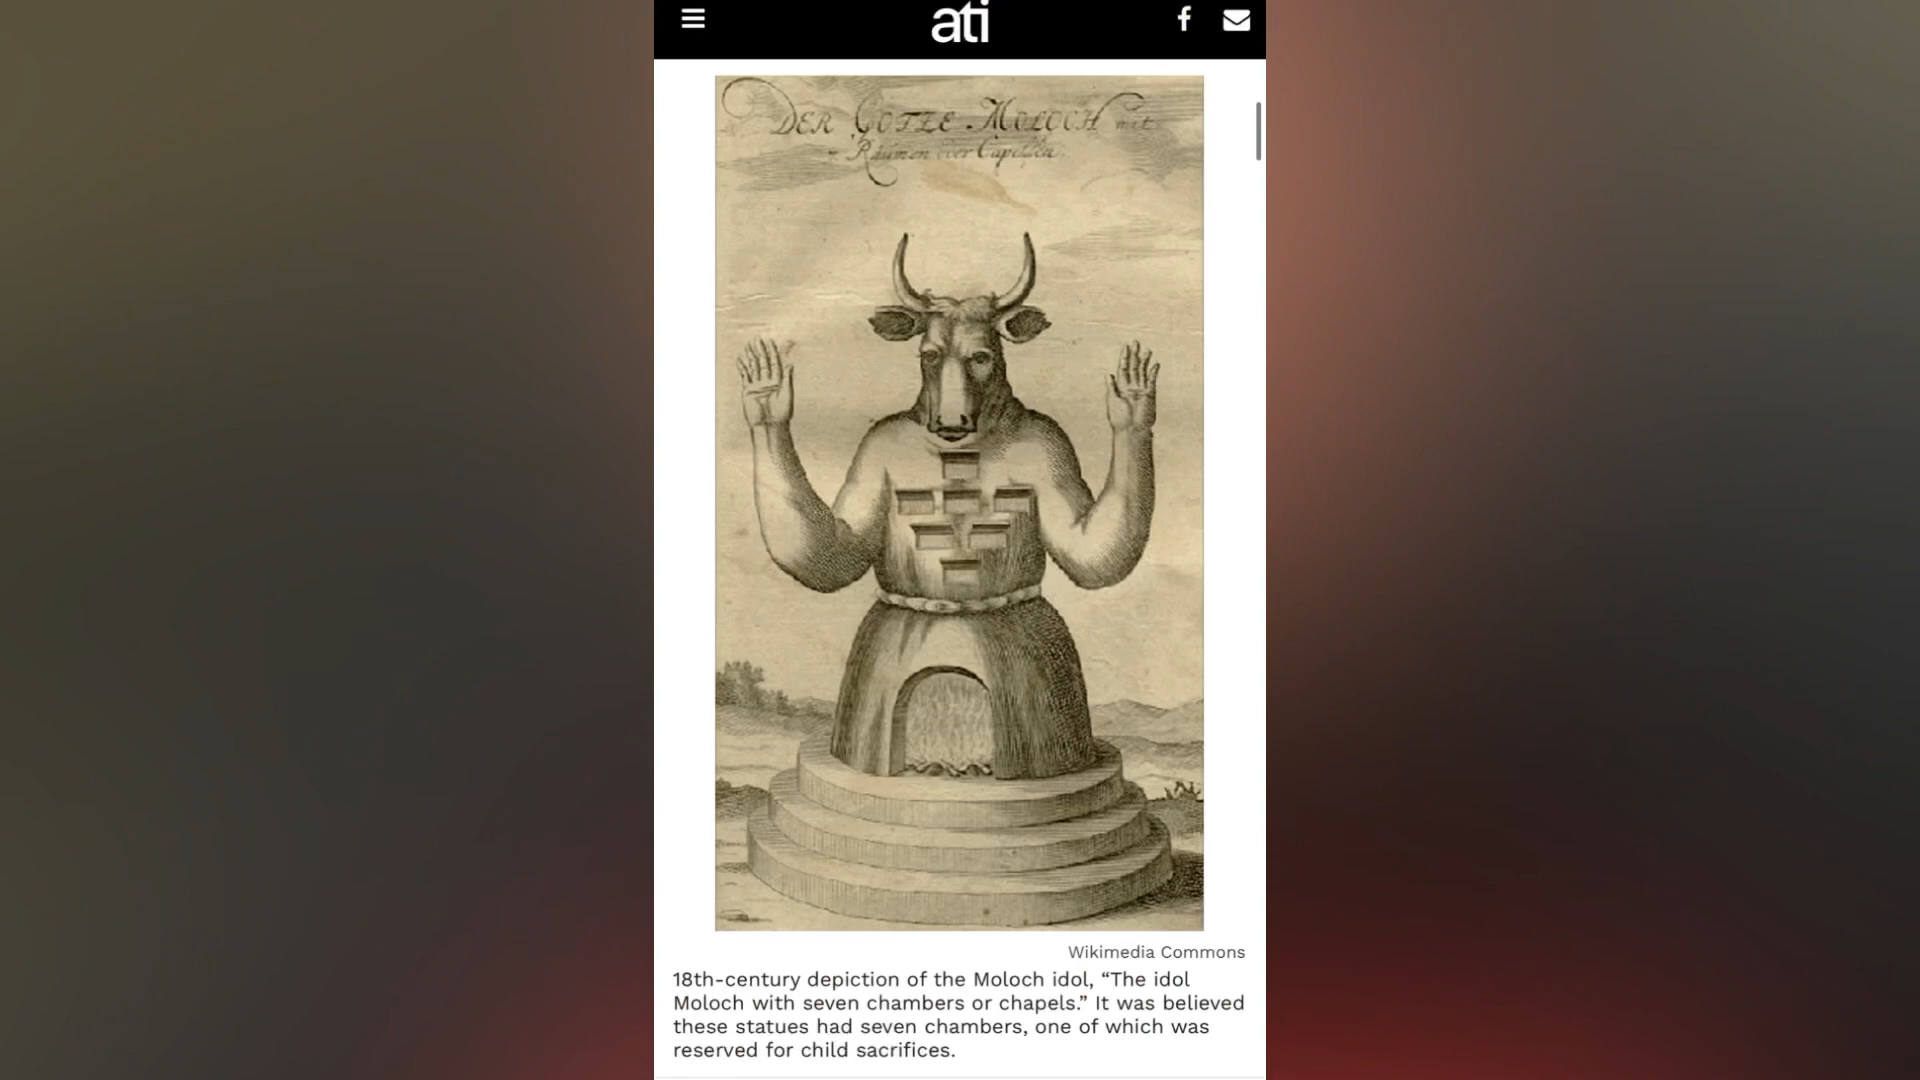 ati
DER GÖTZE MOLOCH mit
Räumen oder Capellen.
Wikimedia Commons
18th-century depiction of the Moloch idol, “The idol
Moloch with seven chambers or chapels.” It was believed
these statues had seven chambers, one of which was
reserved for child sacrifices.